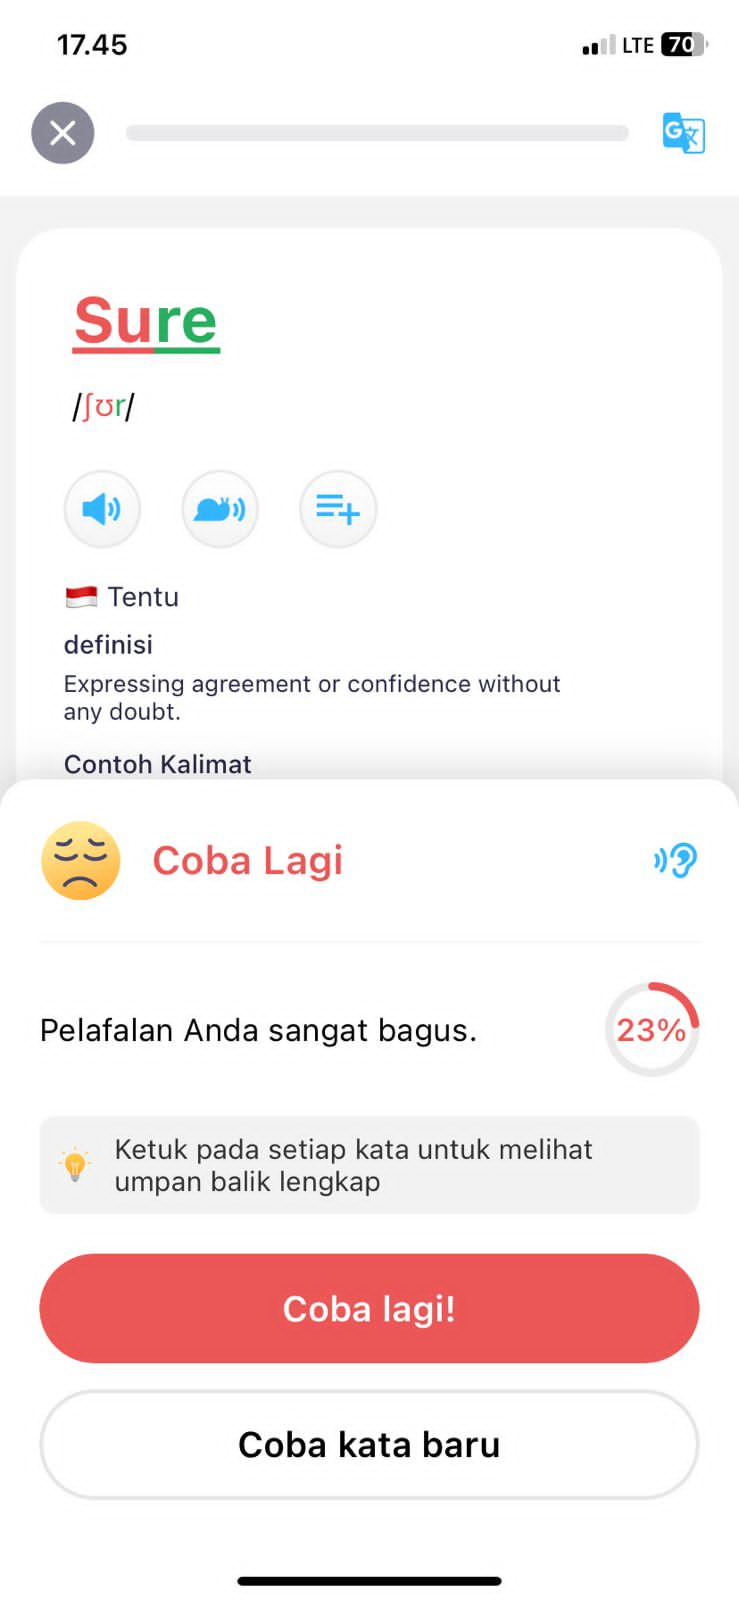 17.45
LTE 70
G文
Sure
/ʃʊr/
Tentu
definisi
Expressing agreement or confidence without
any doubt.
Contoh Kalimat
Coba Lagi
Pelafalan Anda sangat bagus.
23%
Ketuk pada setiap kata untuk melihat
umpan balik lengkap
Coba lagi!
Coba kata baru